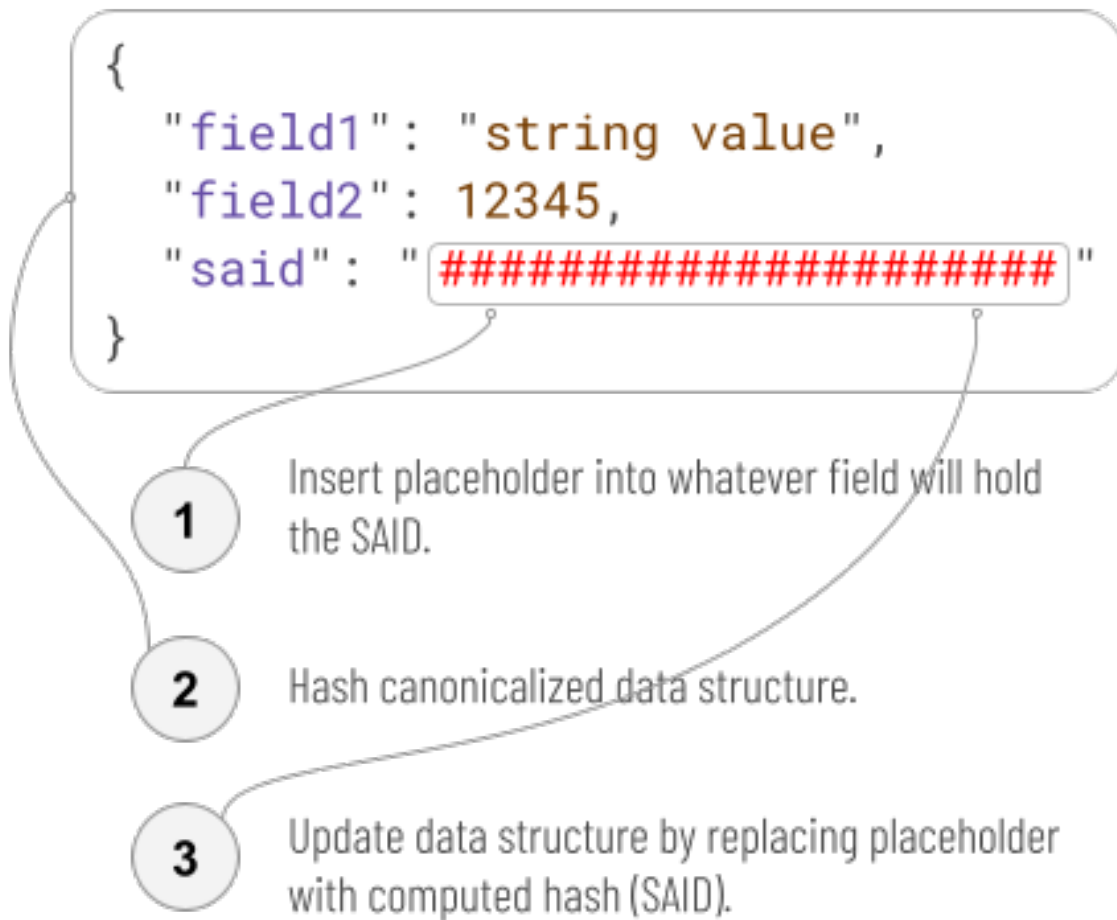 {
"field1": "string value",
"field2": 12345,
"said": "#####################"
}
1
Insert placeholder into whatever field will hold
the SAID.
2
Hash canonicalized data structure.
3
Update data structure by replacing placeholder
with computed hash (SAID).